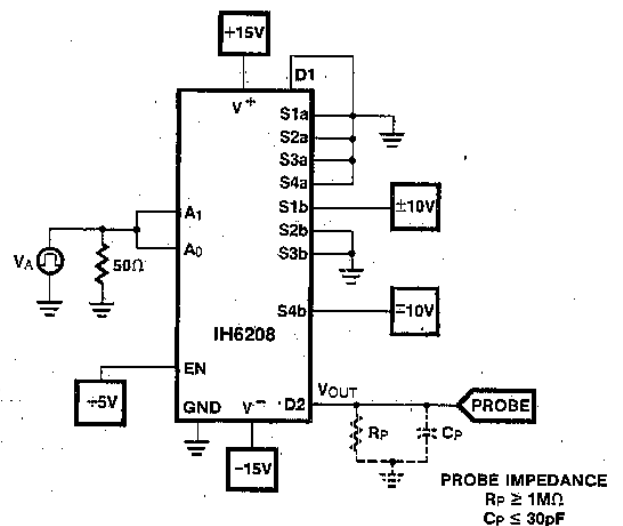 +15V
D1
V+
S1a
S2a
S3a
S4a
A1
S1b
±10V
S2b
A0
VA
50Ω
S3b
S4b
∓10V
IH6208
EN
VOUT
+5V
GND
V−
D2
PROBE
RP
CP
−15V
PROBE IMPEDANCE
RP ≥ 1MΩ
CP ≤ 30pF